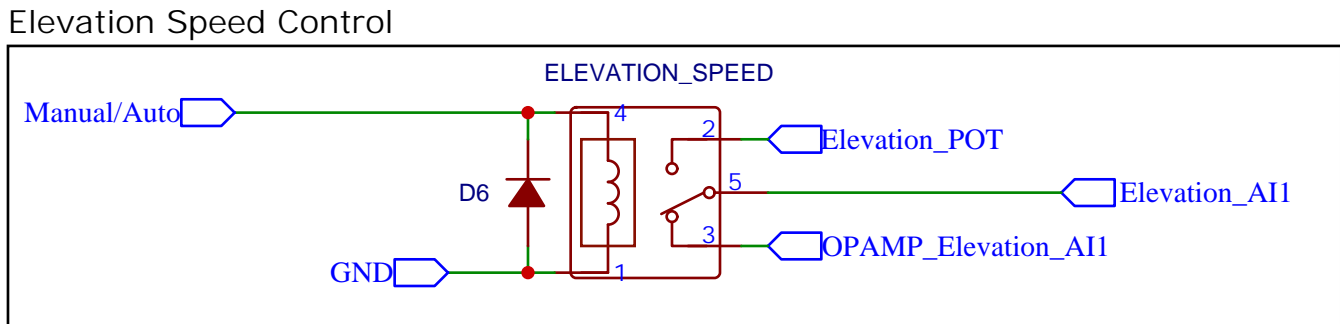 Elevation Speed Control
ELEVATION_SPEED
Manual/Auto
4
2
Elevation_POT
D6
5
Elevation_AI1
3
OPAMP_Elevation_AI1
GND
1